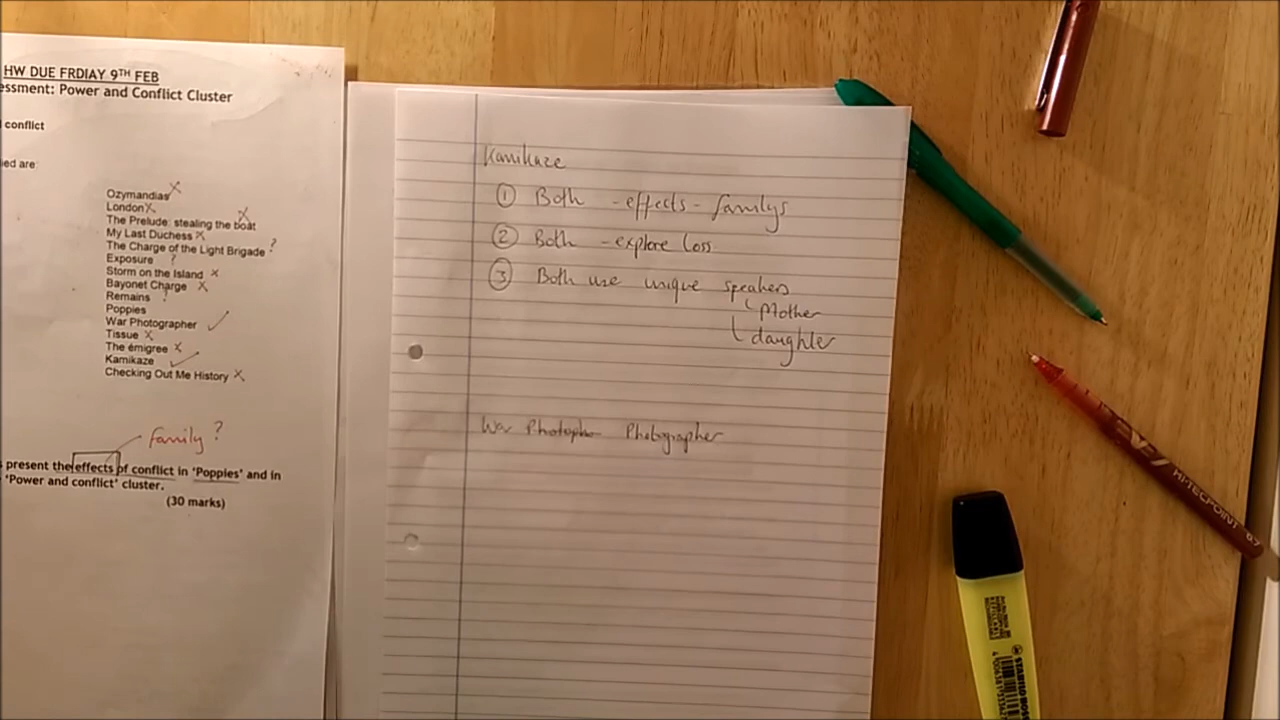 HW DUE FRDIAY 9TH FEB
essment: Power and Conflict Cluster
conflict
ied are:
Ozymandias X
London X
The Prelude: stealing the boat X
My Last Duchess X
The Charge of the Light Brigade ?
Exposure ?
Storm on the Island X
Bayonet Charge X
Remains ?
Poppies
War Photographer ✓
Tissue X
The émigree X
Kamikaze ✓
Checking Out Me History X
family ?
present the effects of conflict in 'Poppies' and in
'Power and conflict' cluster.
(30 marks)
Kamikaze
① Both - effects - familys
② Both - explore loss
③ Both use unique speakers
Mother
daughter
War Photoph Photographer
HI-TECPOINT
0.7
STABILO BOSS